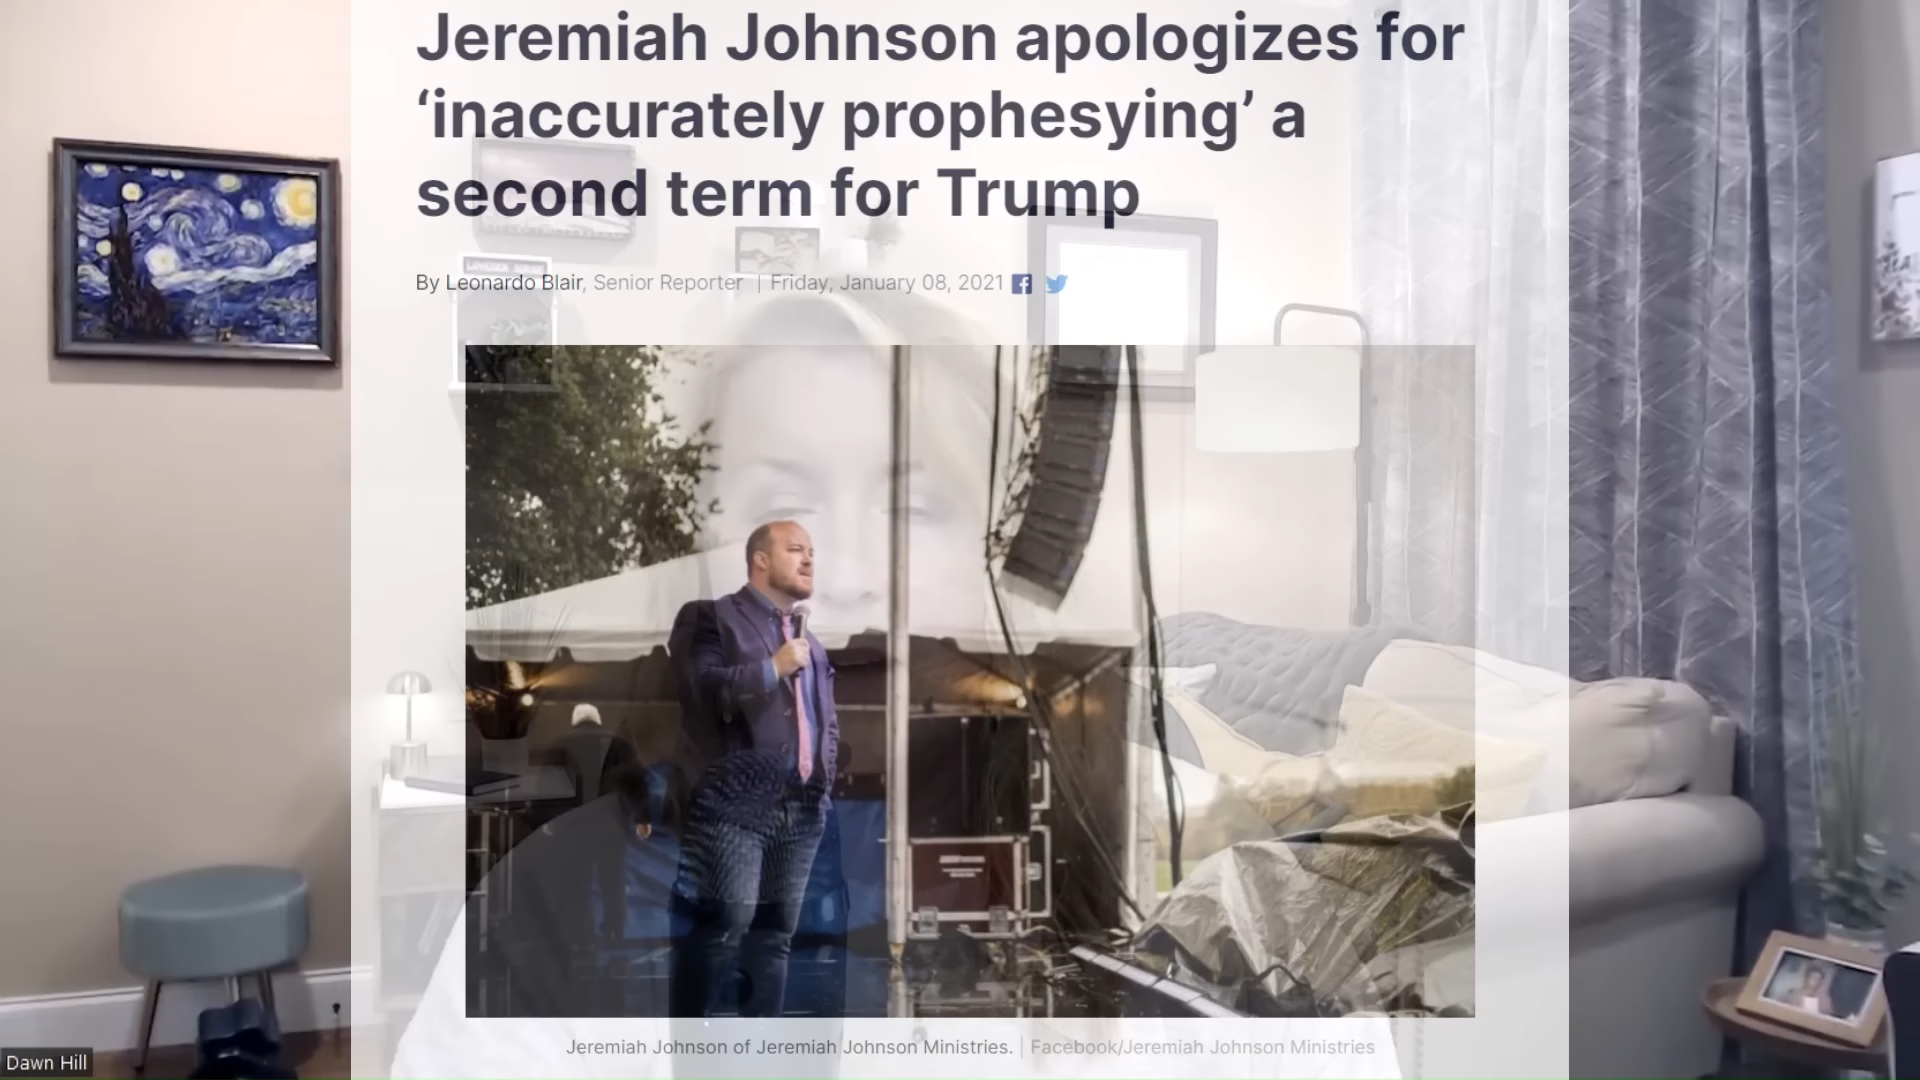 Jeremiah Johnson apologizes for
‘inaccurately prophesying’ a
second term for Trump
By Leonardo Blair, Senior Reporter | Friday, January 08, 2021
Jeremiah Johnson of Jeremiah Johnson Ministries. | Facebook/Jeremiah Johnson Ministries
Dawn Hill